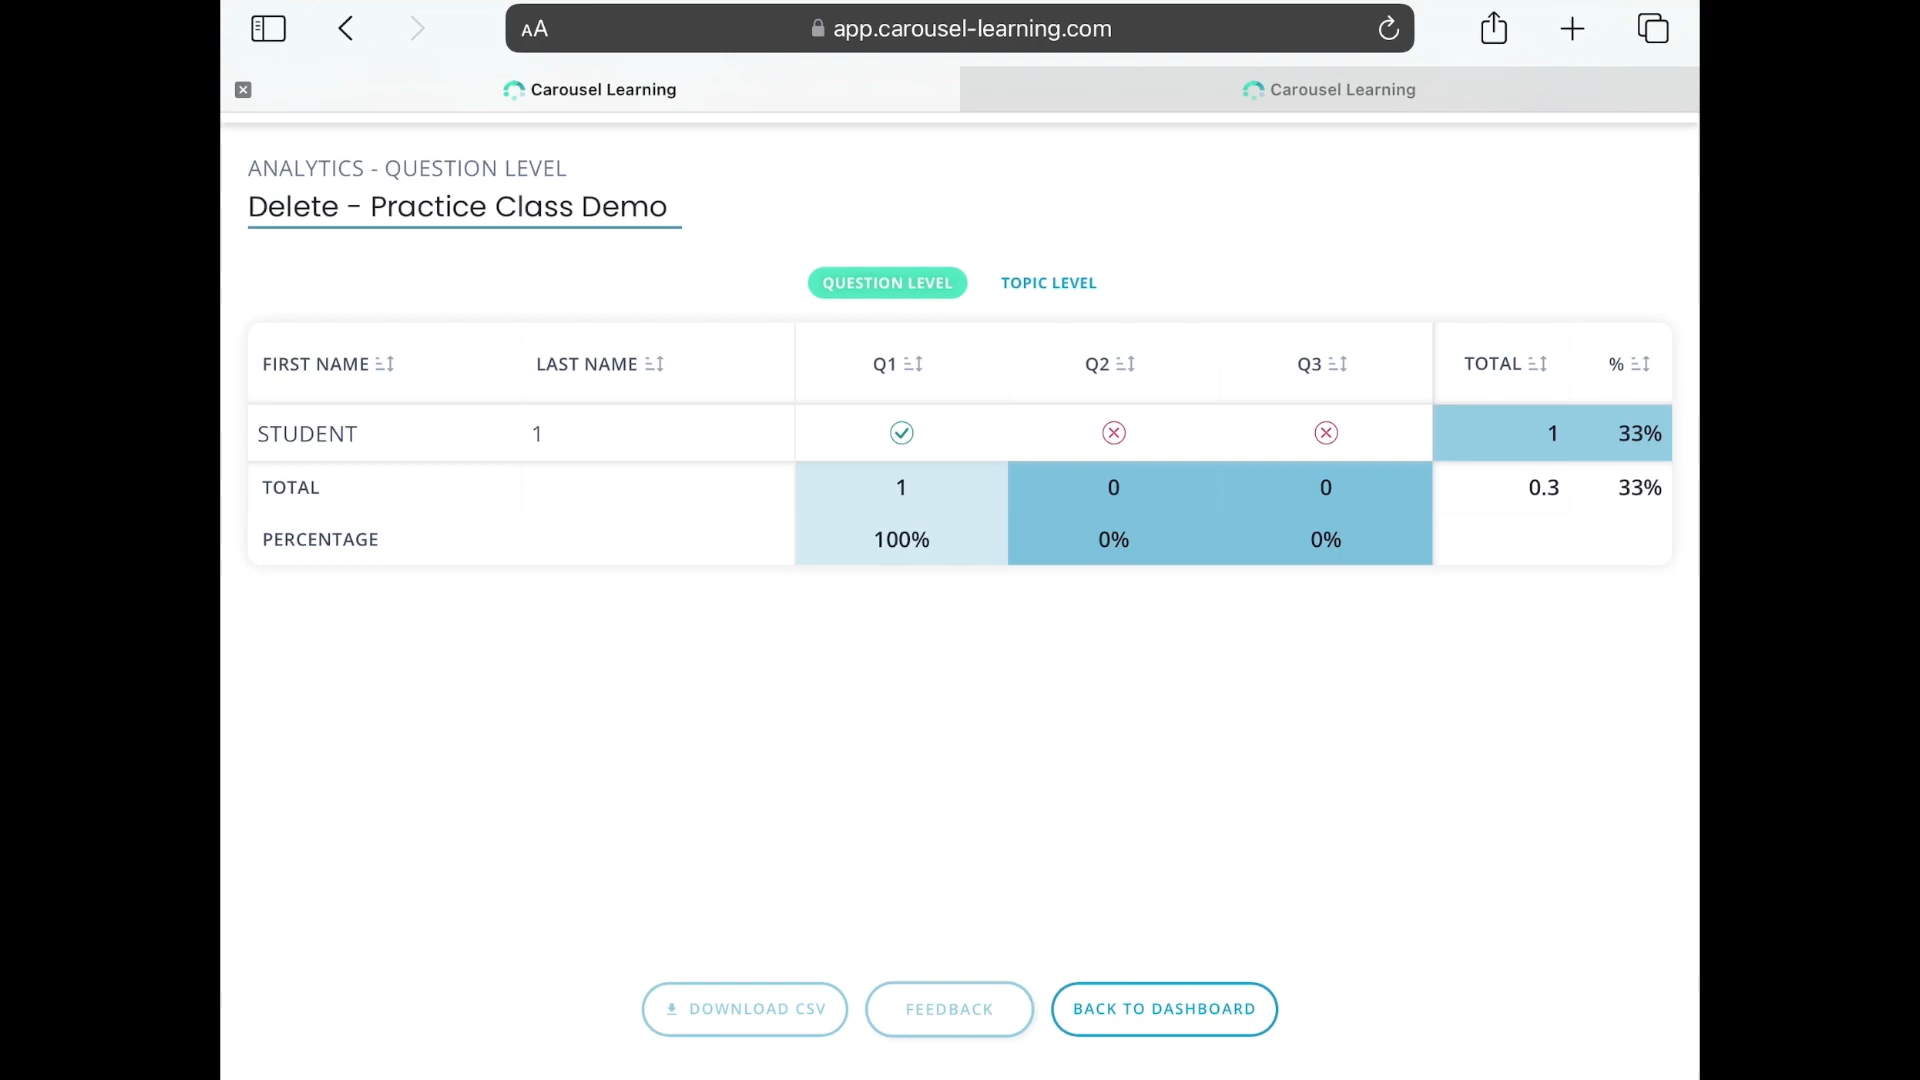 AA app.carousel-learning.com
Carousel Learning Carousel Learning
ANALYTICS - QUESTION LEVEL
Delete - Practice Class Demo
QUESTION LEVEL TOPIC LEVEL
FIRST NAME LAST NAME Q1 Q2 Q3 TOTAL %
STUDENT 1 1 33%
TOTAL 1 0 0 0.3 33%
PERCENTAGE 100% 0% 0%
DOWNLOAD CSV FEEDBACK BACK TO DASHBOARD